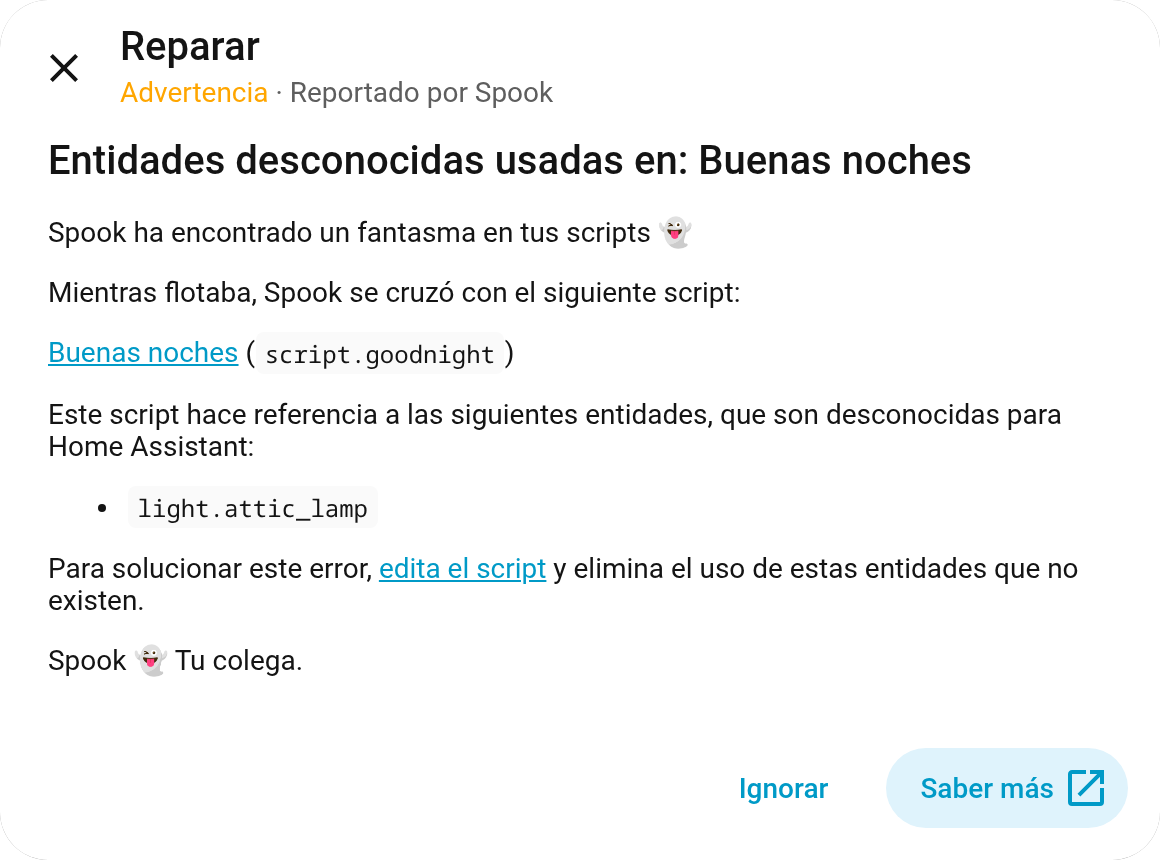 Reparar
Advertencia · Reportado por Spook
Entidades desconocidas usadas en: Buenas noches
Spook ha encontrado un fantasma en tus scripts 👻
Mientras flotaba, Spook se cruzó con el siguiente script:
Buenas noches ( script.goodnight )
Este script hace referencia a las siguientes entidades, que son desconocidas para
Home Assistant:
• light.attic_lamp
Para solucionar este error, edita el script y elimina el uso de estas entidades que no
existen.
Spook 👻 Tu colega.
Ignorar
Saber más